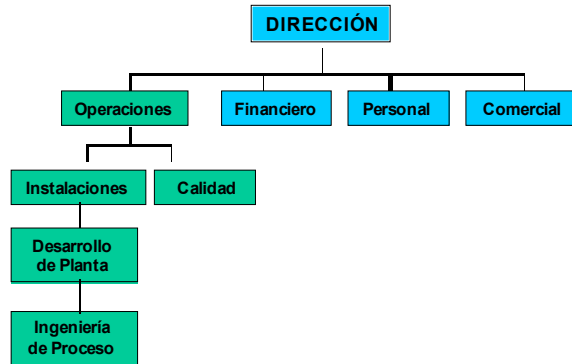 DIRECCIÓN
Operaciones
Financiero
Personal
Comercial
Instalaciones
Calidad
Desarrollo
de Planta
Ingeniería
de Proceso